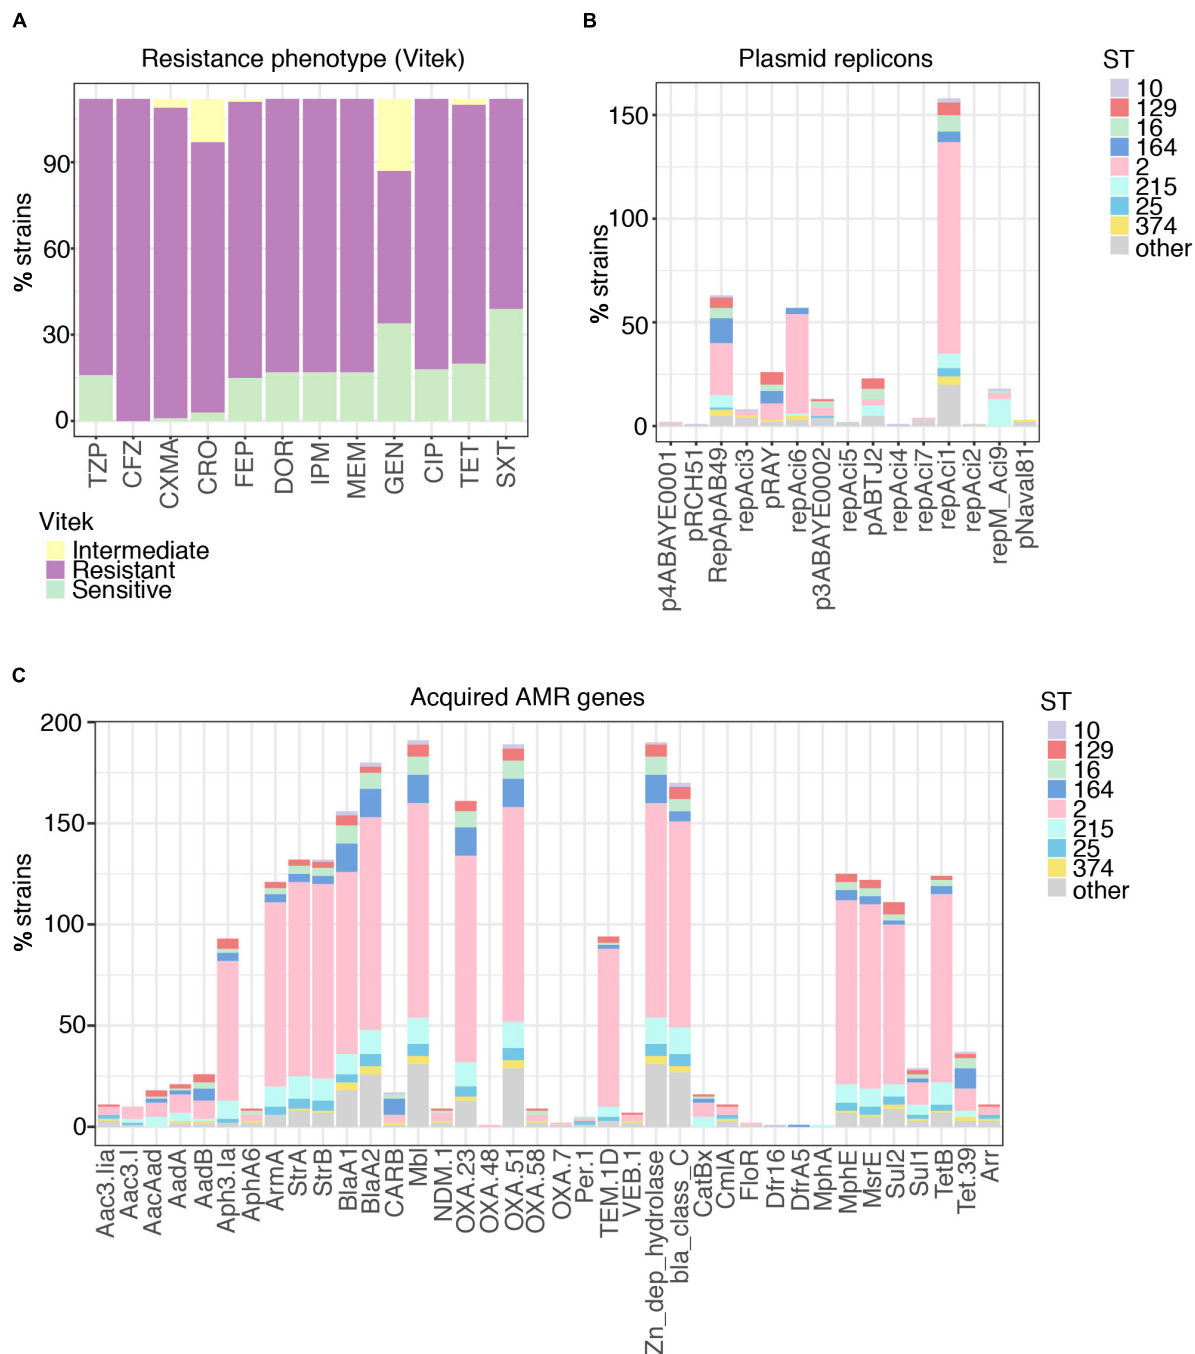 A
Resistance phenotype (Vitek)
% strains
90
60
30
0
TZP
CFZ
CXMA
CRO
FEP
DOR
IPM
MEM
GEN
CIP
TET
SXT
Vitek
Intermediate
Resistant
Sensitive
B
Plasmid replicons
% strains
150
100
50
0
p4ABAYE0001
pRCH51
RepApAB49
repAci3
pRAY
repAci6
p3ABAYE0002
repAci5
pABTJ2
repAci4
repAci7
repAci1
repAci2
repM_Aci9
pNaval81
ST
10
129
16
164
2
215
25
374
other
C
Acquired AMR genes
% strains
200
150
100
50
0
Aac3.Iia
Aac3.I
AacAad
AadA
AadB
Aph3.Ia
AphA6
ArmA
StrA
StrB
BlaA1
BlaA2
CARB
Mbl
NDM.1
OXA.23
OXA.48
OXA.51
OXA.58
OXA.7
Per.1
TEM.1D
VEB.1
Zn_dep_hydrolase
bla_class_C
CatBx
CmlA
FloR
Dfr16
DfrA5
MphA
MphE
MsrE
Sul2
Sul1
TetB
Tet.39
Arr
ST
10
129
16
164
2
215
25
374
other